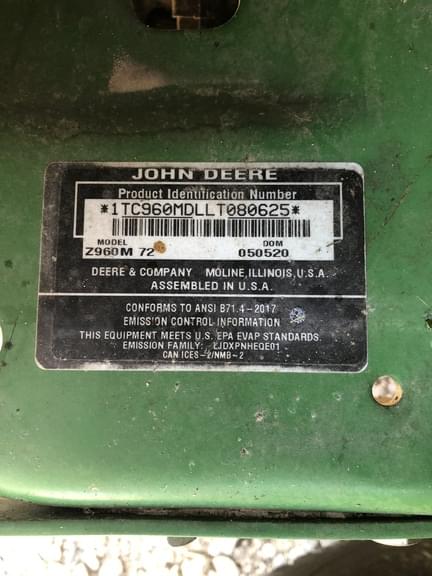 JOHN DEERE
Product Identification Number
*1TC960MDLLT080625*
MODEL DOM
Z960M 72 050520
DEERE & COMPANY MOLINE, ILLINOIS, U.S.A.
ASSEMBLED IN U.S.A.
CONFORMS TO ANSI B71.4-2017
EMISSION CONTROL INFORMATION
THIS EQUIPMENT MEETS U.S. EPA EVAP STANDARDS.
EMISSION FAMILY: LJDXPNHEQE01
CAN ICES-2/NMB-2